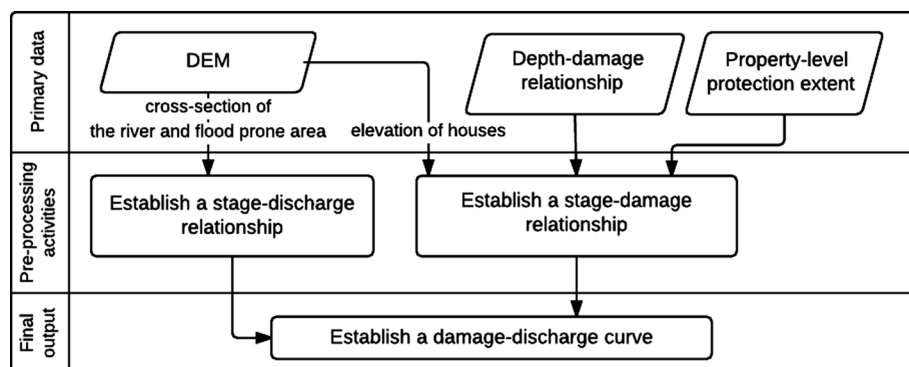 Primary data
DEM
Depth-damage
relationship
Property-level
protection extent
cross-section of
the river and flood prone area
elevation of houses
Pre-processing
activities
Establish a stage-discharge
relationship
Establish a stage-damage
relationship
Final
output
Establish a damage-discharge curve